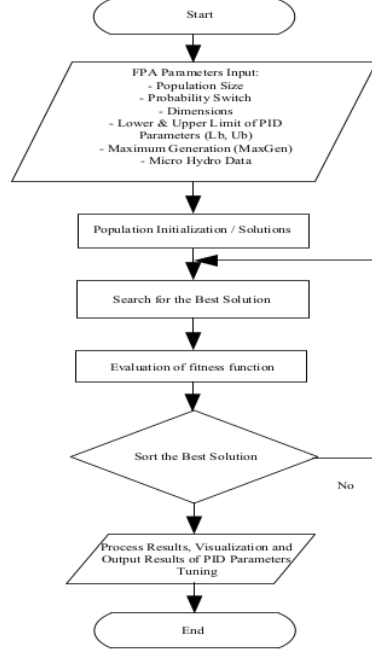 Start
FPA Parameters Input:
- Population Size
- Probability Switch
- Dimensions
- Lower & Upper Limit of PID
Parameters (Lb, Ub)
- Maximum Generation (MaxGen)
- Micro Hydro Data
Population Initialization / Solutions
Search for the Best Solution
Evaluation of fitness function
Sort the Best Solution
No
Process Results, Visualization and
Output Results of PID Parameters
Tuning
End